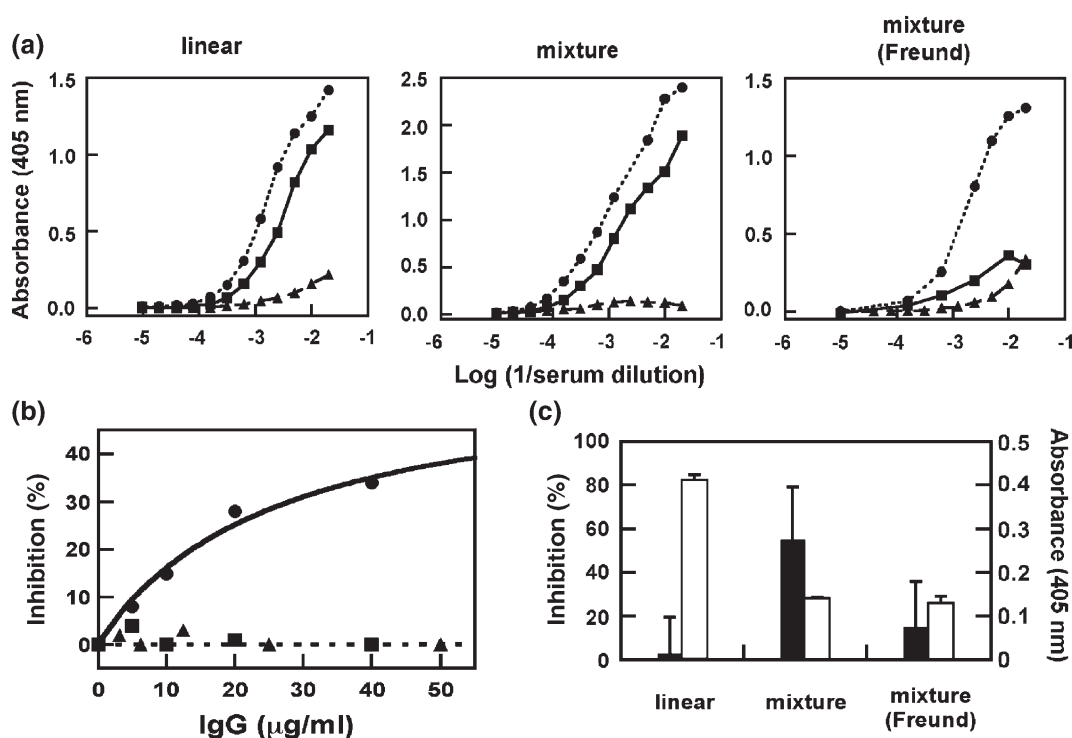 (a)
linear
mixture
mixture
(Freund)
Absorbance (405 nm)
1.5
1.0
0.5
0.0
-6 -5 -4 -3 -2 -1
2.5
2.0
1.5
1.0
0.5
0.0
-6 -5 -4 -3 -2 -1
1.5
1.0
0.5
0.0
-6 -5 -4 -3 -2 -1
Log (1/serum dilution)
(b)
Inhibition (%)
40
30
20
10
0
0 10 20 30 40 50
IgG (µg/ml)
(c)
Inhibition (%)
100
80
60
40
20
0
0.5
0.4
0.3
0.2
0.1
0
Absorbance (405 nm)
linear
mixture
mixture
(Freund)